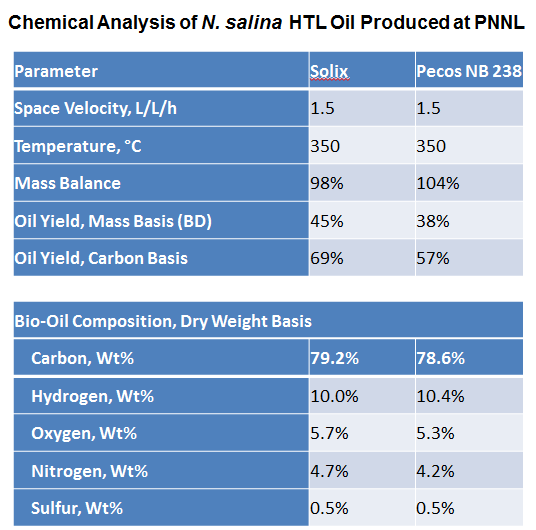 Chemical Analysis of N. salina HTL Oil Produced at PNNL
Parameter Solix Pecos NB 238
Space Velocity, L/L/h 1.5 1.5
Temperature, °C 350 350
Mass Balance 98% 104%
Oil Yield, Mass Basis (BD) 45% 38%
Oil Yield, Carbon Basis 69% 57%
Bio-Oil Composition, Dry Weight Basis
Carbon, Wt% 79.2% 78.6%
Hydrogen, Wt% 10.0% 10.4%
Oxygen, Wt% 5.7% 5.3%
Nitrogen, Wt% 4.7% 4.2%
Sulfur, Wt% 0.5% 0.5%